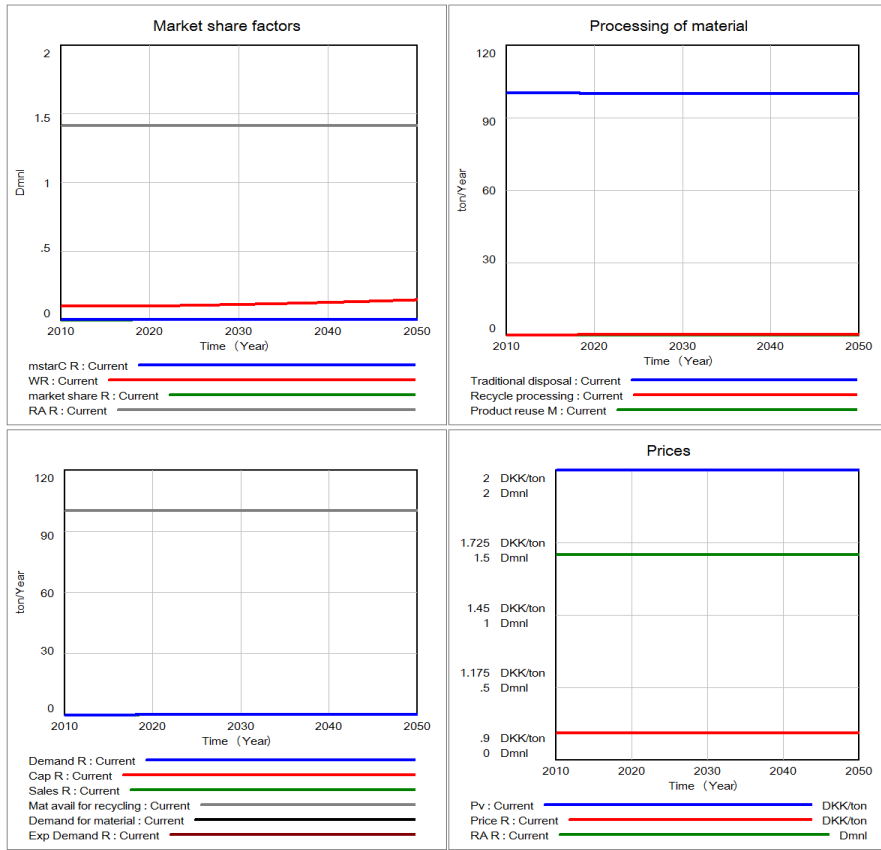 Market share factors
2
1.5
1
.5
0
Dmnl
2010 2020 2030 2040 2050
Time (Year)
mstarC R : Current
WR : Current
market share R : Current
RA R : Current
Processing of material
120
90
60
30
0
ton/Year
2010 2020 2030 2040 2050
Time (Year)
Traditional disposal : Current
Recycle processing : Current
Product reuse M : Current
120
90
60
30
0
ton/Year
2010 2020 2030 2040 2050
Time (Year)
Demand R : Current
Cap R : Current
Sales R : Current
Mat avail for recycling : Current
Demand for material : Current
Exp Demand R : Current
Prices
2 DKK/ton
2 Dmnl
1.725 DKK/ton
1.5 Dmnl
1.45 DKK/ton
1 Dmnl
1.175 DKK/ton
.5 Dmnl
.9 DKK/ton
0 Dmnl
2010 2020 2030 2040 2050
Time (Year)
Pv : Current DKK/ton
Price R : Current DKK/ton
RA R : Current Dmnl